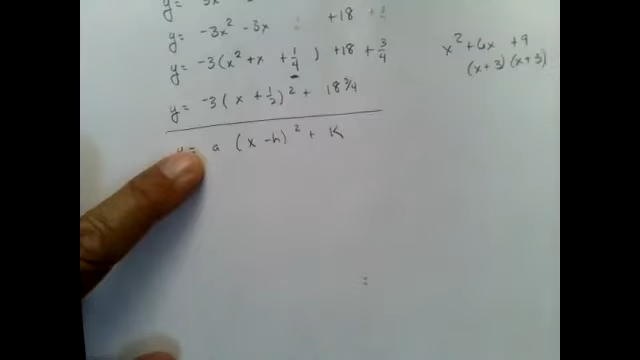 y= -3x² - 3x +18
y= -3(x²+x +1/4 ) +18 + 3/4
x²+6x +9
(x+3)(x+3)
y= -3( x + 1/2)² + 18 3/4
y= a (x-h)² + K